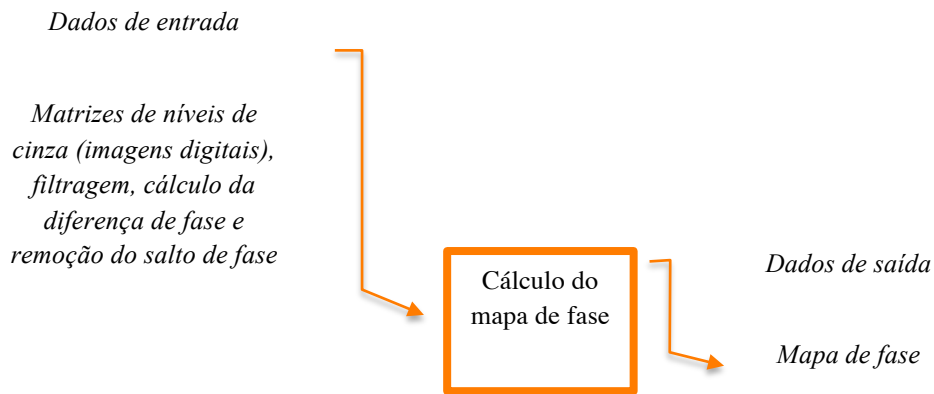 Dados de entrada
Matrizes de níveis de
cinza (imagens digitais),
filtragem, cálculo da
diferença de fase e
remoção do salto de fase
Cálculo do
mapa de fase
Dados de saída
Mapa de fase